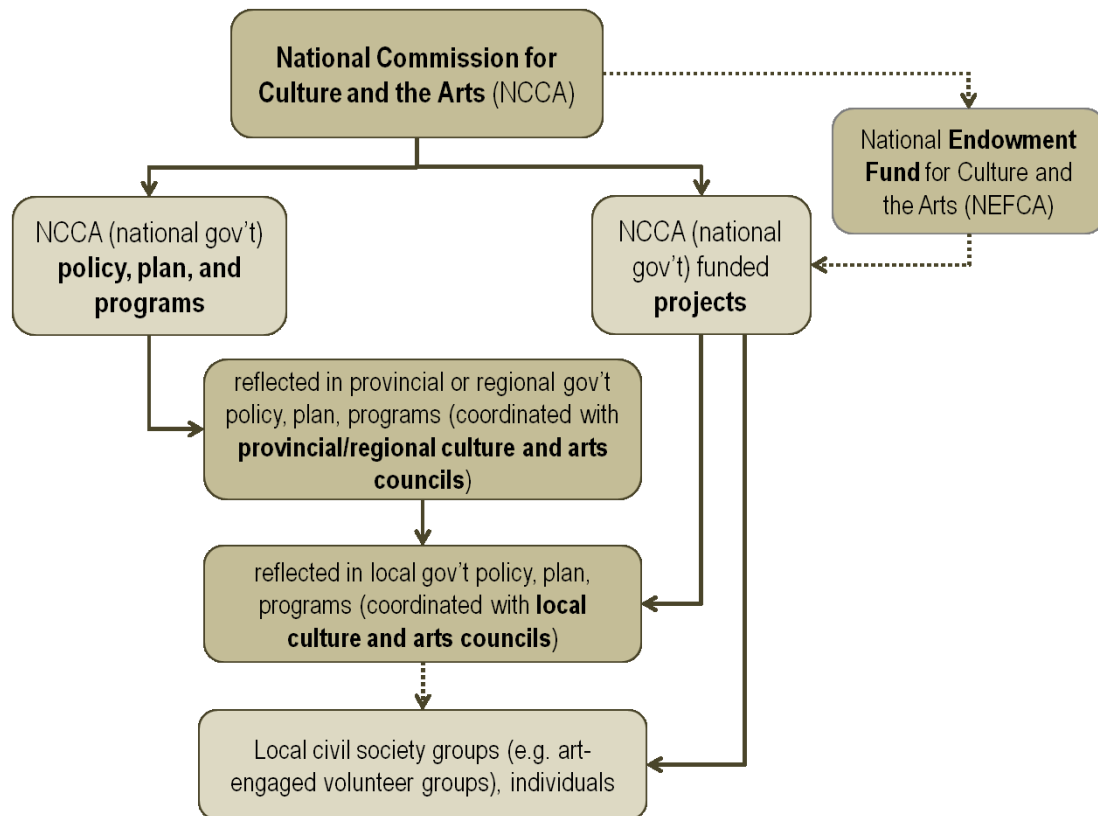 National Commission for
Culture and the Arts (NCCA)
National Endowment
Fund for Culture and
the Arts (NEFCA)
NCCA (national gov’t)
policy, plan, and
programs
NCCA (national
gov’t) funded
projects
reflected in provincial or regional gov’t
policy, plan, programs (coordinated with
provincial/regional culture and arts
councils)
reflected in local gov’t policy, plan,
programs (coordinated with local
culture and arts councils)
Local civil society groups (e.g. art-
engaged volunteer groups), individuals